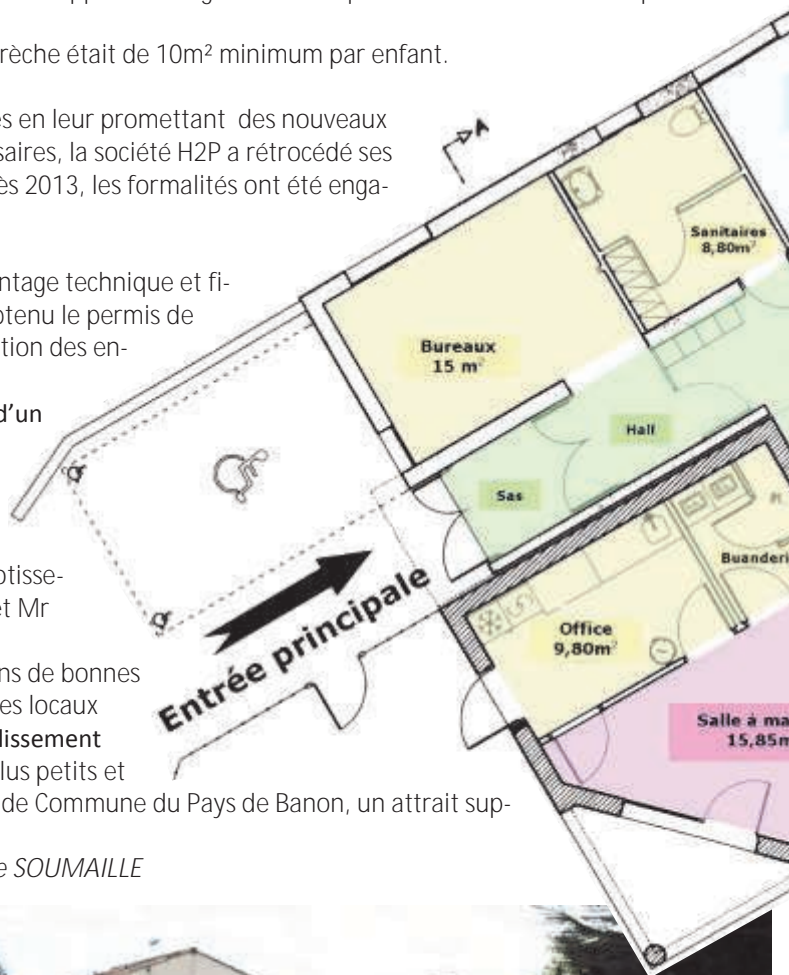 rèche était de 10m² minimum par enfant.
es en leur promettant des nouveaux
saires, la société H2P a rétrocédé ses
ès 2013, les formalités ont été enga-
ntage technique et fi-
btenu le permis de
tion des en-
d'un
otisse-
et Mr
ns de bonnes
es locaux
lissement
lus petits et
de Commune du Pays de Banon, un attrait sup-
e SOUMAILLE
A
Sanitaires
8,80m²
Bureaux
15 m²
Hall
Sas
Buanderi
Entrée principale
Office
9,80m²
Salle à ma
15,85m